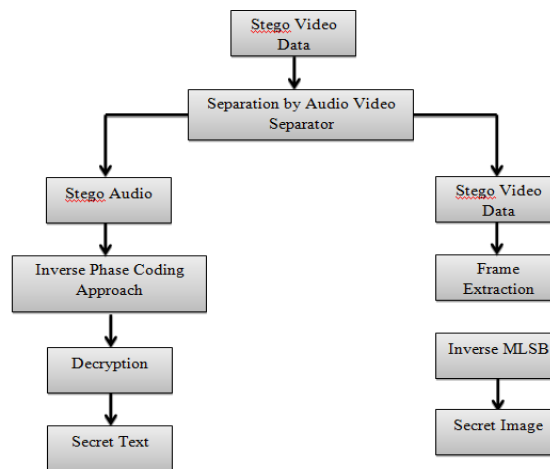 Stego Video
Data
Separation by Audio Video
Separator
Stego Audio
Stego Video
Data
Inverse Phase Coding
Approach
Frame
Extraction
Decryption
Inverse MLSB
Secret Text
Secret Image